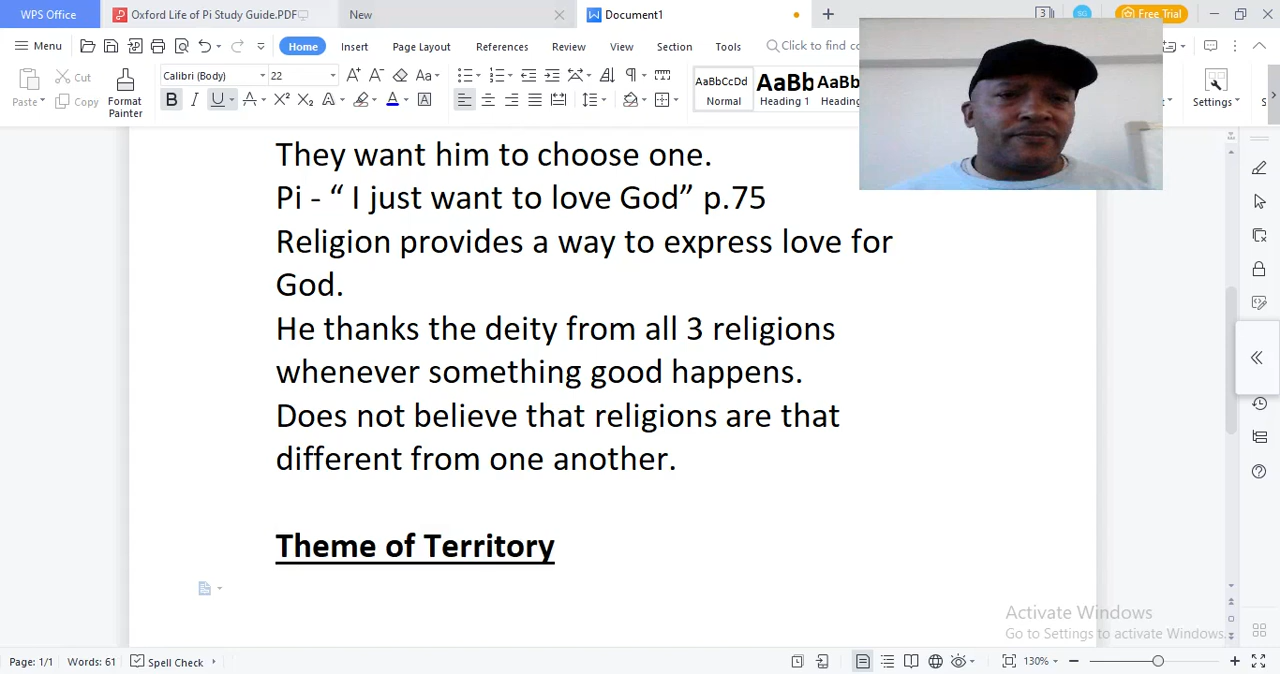 WPS Office
Oxford Life of Pi Study Guide.PDF
New
Document1
3
SG
Free Trial
Menu
Home
Insert
Page Layout
References
Review
View
Section
Tools
Click to find co
Paste
Cut
Copy
Format
Painter
Calibri (Body)
22
AaBbCcDd
Normal
AaBb
Heading 1
AaBb
Heading
Settings
They want him to choose one.
Pi - “ I just want to love God” p.75
Religion provides a way to express love for
God.
He thanks the deity from all 3 religions
whenever something good happens.
Does not believe that religions are that
different from one another.
Theme of Territory
Activate Windows
Go to Settings to activate Windows.
Page: 1/1
Words: 61
Spell Check
130%